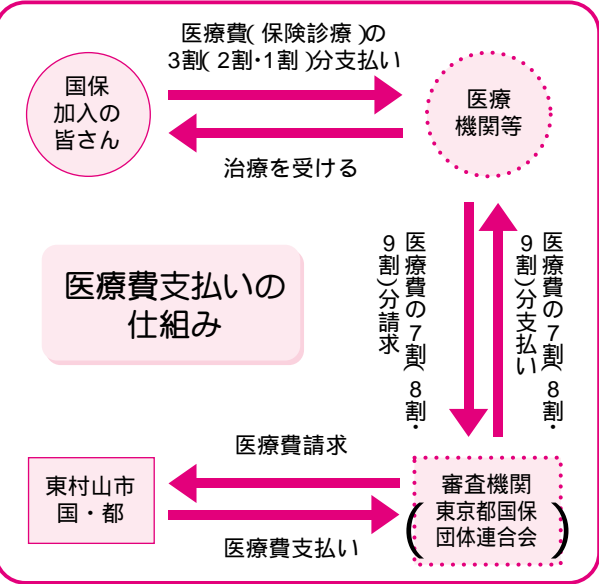 医療費(保険診療)の
3割(2割・1割)分支払い
国保
加入の
皆さん
医療
機関等
治療を受ける
医療費支払いの
仕組み
医療費の7割(8割・
9割)分請求
医療費の7割(8割・
9割)分支払い
医療費請求
東村山市
国・都
審査機関
(東京都国保
団体連合会)
医療費支払い